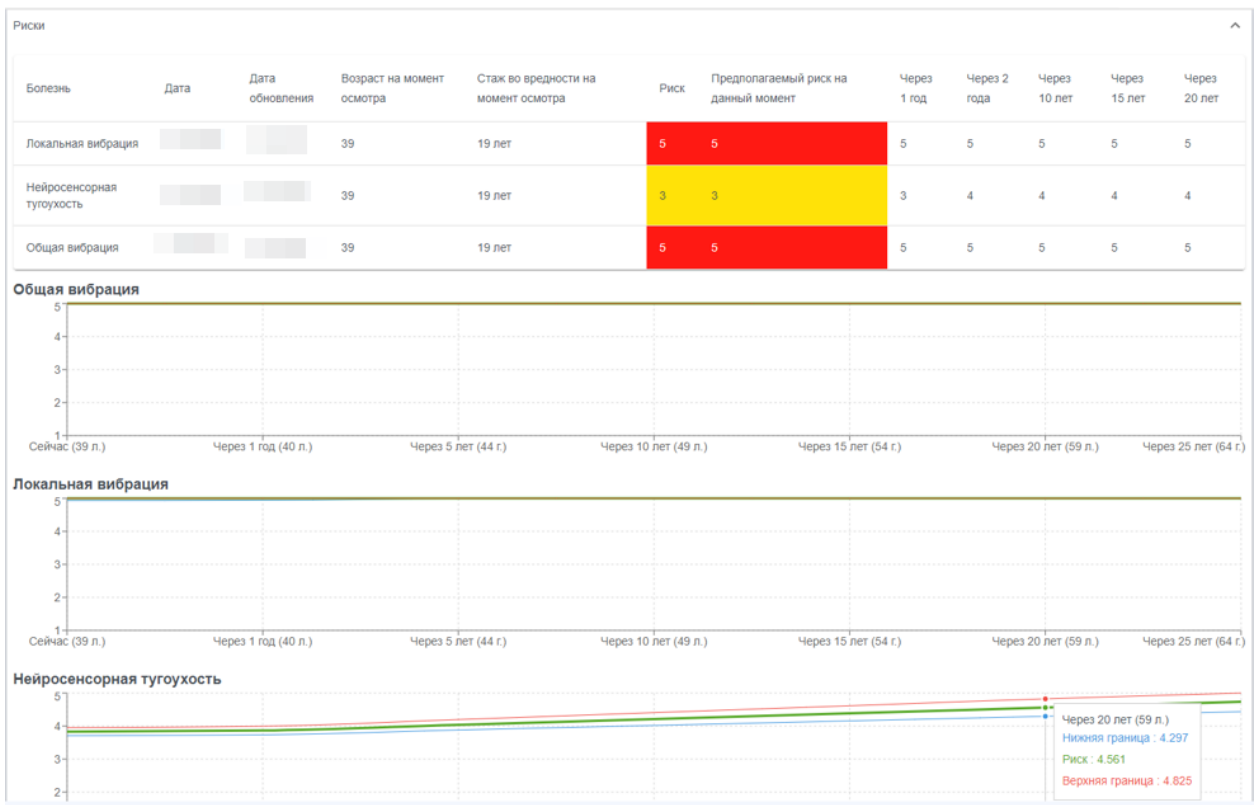 Риски
Болезнь
Дата
Дата
обновления
Возраст на момент
осмотра
Стаж во вредности на
момент осмотра
Риск
Предполагаемый риск на
данный момент
Через
1 год
Через 2
года
Через
10 лет
Через
15 лет
Через
20 лет
Локальная вибрация 39 19 лет 5 5 5 5 5 5 5
Нейросенсорная
тугоухость
39 19 лет 3 3 3 4 4 4 4
Общая вибрация 39 19 лет 5 5 5 5 5 5 5
Общая вибрация
5
4
3
2
1
Сейчас (39 л.) Через 1 год (40 л.) Через 5 лет (44 г.) Через 10 лет (49 л.) Через 15 лет (54 г.) Через 20 лет (59 л.) Через 25 лет (64 г.)
Локальная вибрация
5
4
3
2
1
Сейчас (39 л.) Через 1 год (40 л.) Через 5 лет (44 г.) Через 10 лет (49 л.) Через 15 лет (54 г.) Через 20 лет (59 л.) Через 25 лет (64 г.)
Нейросенсорная тугоухость
5
4
3
2
Через 20 лет (59 л.)
Нижняя граница : 4.297
Риск : 4.561
Верхняя граница : 4.825